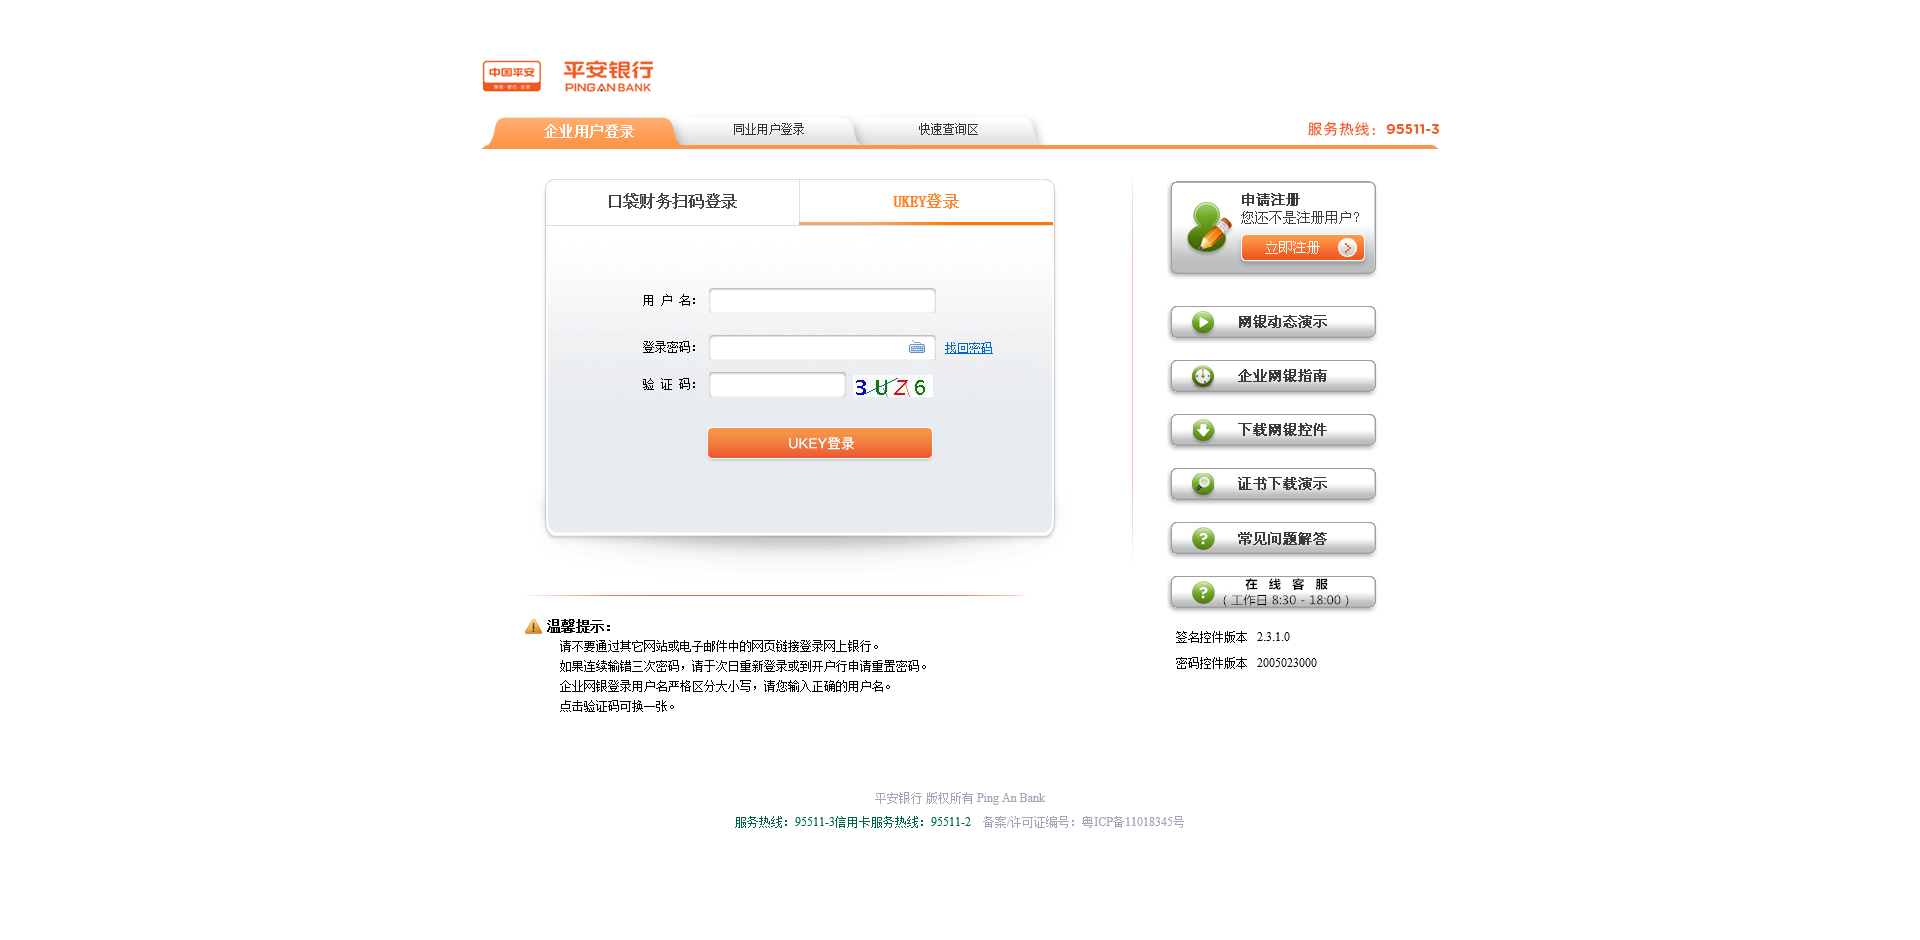 中国平安
平安银行
PING AN BANK
企业用户登录
同业用户登录
快速查询区
服务热线：95511-3
口袋财务扫码登录
UKEY登录
用 户 名：
登录密码：
找回密码
验 证 码：
3UZ6
UKEY登录
申请注册
您还不是注册用户？
立即注册
网银动态演示
企业网银指南
下载网银控件
证书下载演示
常见问题解答
在 线 客 服
( 工作日 8:30 - 18:00 )
签名控件版本 2.3.1.0
密码控件版本 2005023000
温馨提示：
请不要通过其它网站或电子邮件中的网页链接登录网上银行。
如果连续输错三次密码，请于次日重新登录或到开户行申请重置密码。
企业网银登录用户名严格区分大小写，请您输入正确的用户名。
点击验证码可换一张。
平安银行 版权所有 Ping An Bank
服务热线：95511-3信用卡服务热线：95511-2 备案/许可证编号：粤ICP备11018345号